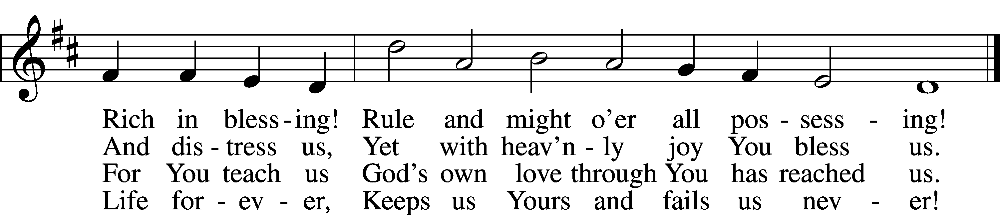 Rich in bless - ing! Rule and might o'er all pos - sess - ing!
And dis - tress us, Yet with heav'n - ly joy You bless us.
For You teach us God's own love through You has reached us.
Life for - ev - er, Keeps us Yours and fails us nev - er!